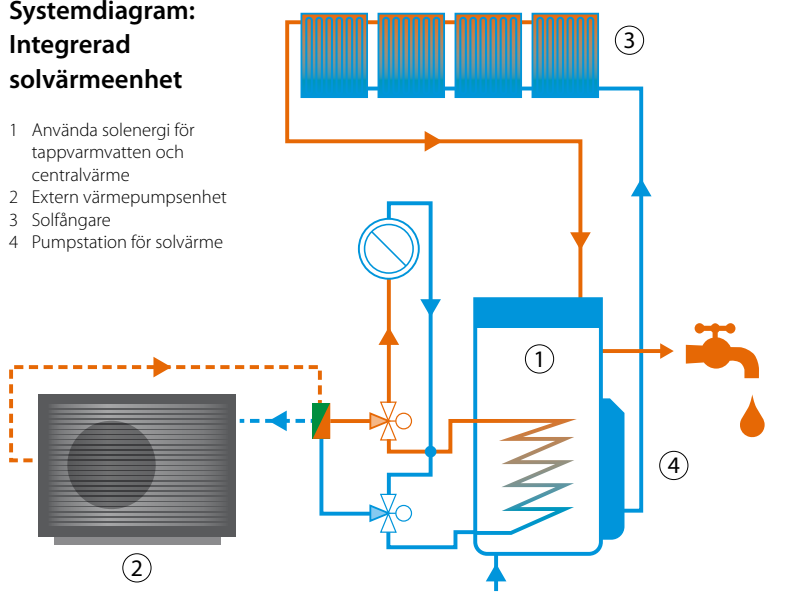 Systemdiagram:
Integrerad
solvärmeenhet
1 Använda solenergi för
tappvarmvatten och
centralvärme
2 Extern värmepumpsenhet
3 Solfångare
4 Pumpstation för solvärme
3
1
4
2